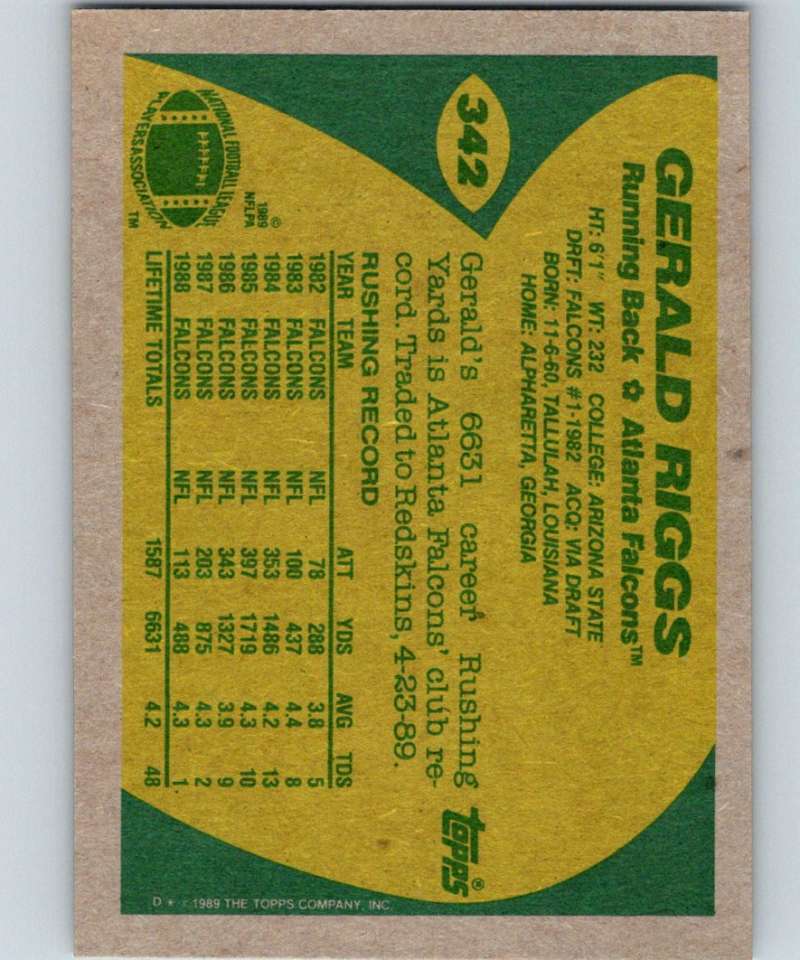 342
GERALD RIGGS
Running Back ✩ Atlanta Falcons™
HT: 6'1" WT: 232 COLLEGE: ARIZONA STATE
DRFT: FALCONS #1-1982 ACQ: VIA DRAFT
BORN: 11-6-60, TALLULAH, LOUISIANA
HOME: ALPHARETTA, GEORGIA
Gerald's 6631 career Rushing
Yards is Atlanta Falcons' club re-
cord. Traded to Redskins, 4-23-89.
topps®
RUSHING RECORD
YEAR TEAM ATT YDS AVG TDS
1982 FALCONS NFL 78 288 3.8 5
1983 FALCONS NFL 100 437 4.4 8
1984 FALCONS NFL 353 1486 4.2 13
1985 FALCONS NFL 397 1719 4.3 10
1986 FALCONS NFL 343 1327 3.9 9
1987 FALCONS NFL 203 875 4.3 2
1988 FALCONS NFL 113 488 4.3 1
LIFETIME TOTALS 1587 6631 4.2 48
NATIONAL FOOTBALL LEAGUE
PLAYERS ASSOCIATION
™
©
1989
NFLPA
D * © 1989 THE TOPPS COMPANY, INC.